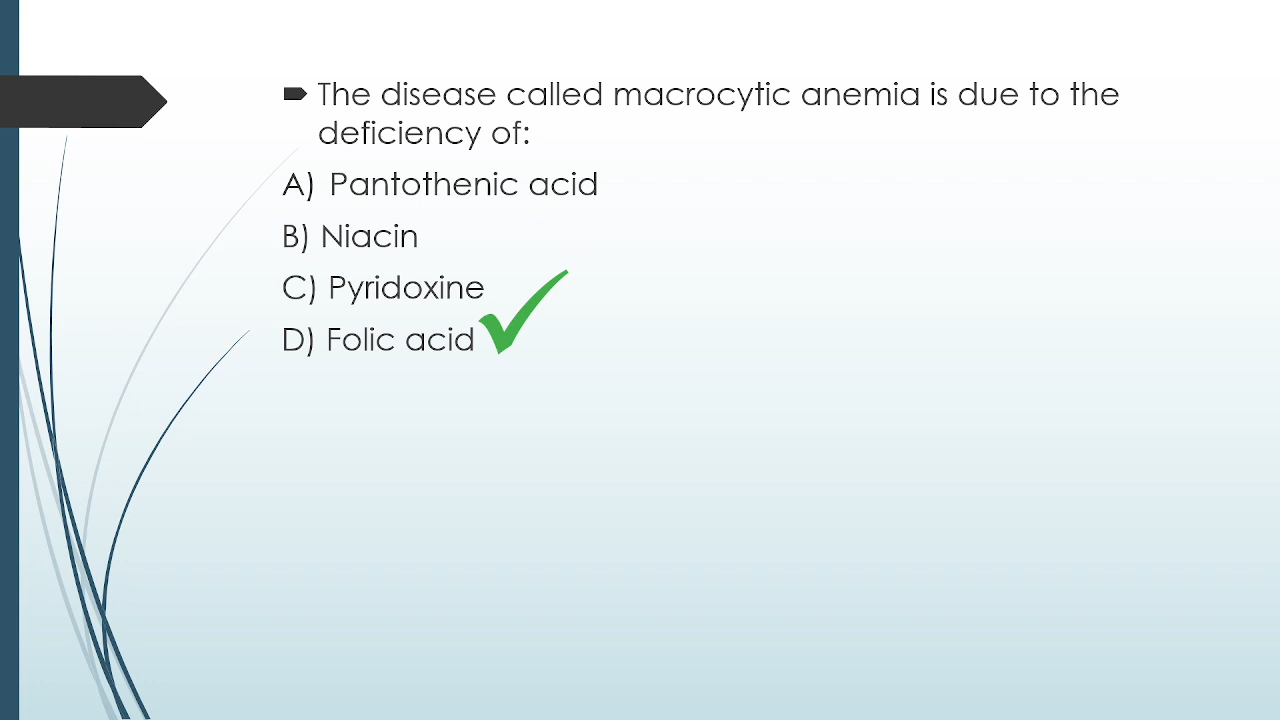 The disease called macrocytic anemia is due to the
deficiency of:
A) Pantothenic acid
B) Niacin
C) Pyridoxine
D) Folic acid